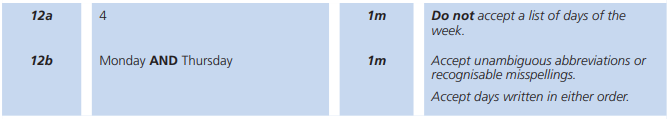 12a 4 1m Do not accept a list of days of the
week.
12b Monday AND Thursday 1m Accept unambiguous abbreviations or
recognisable misspellings.
Accept days written in either order.